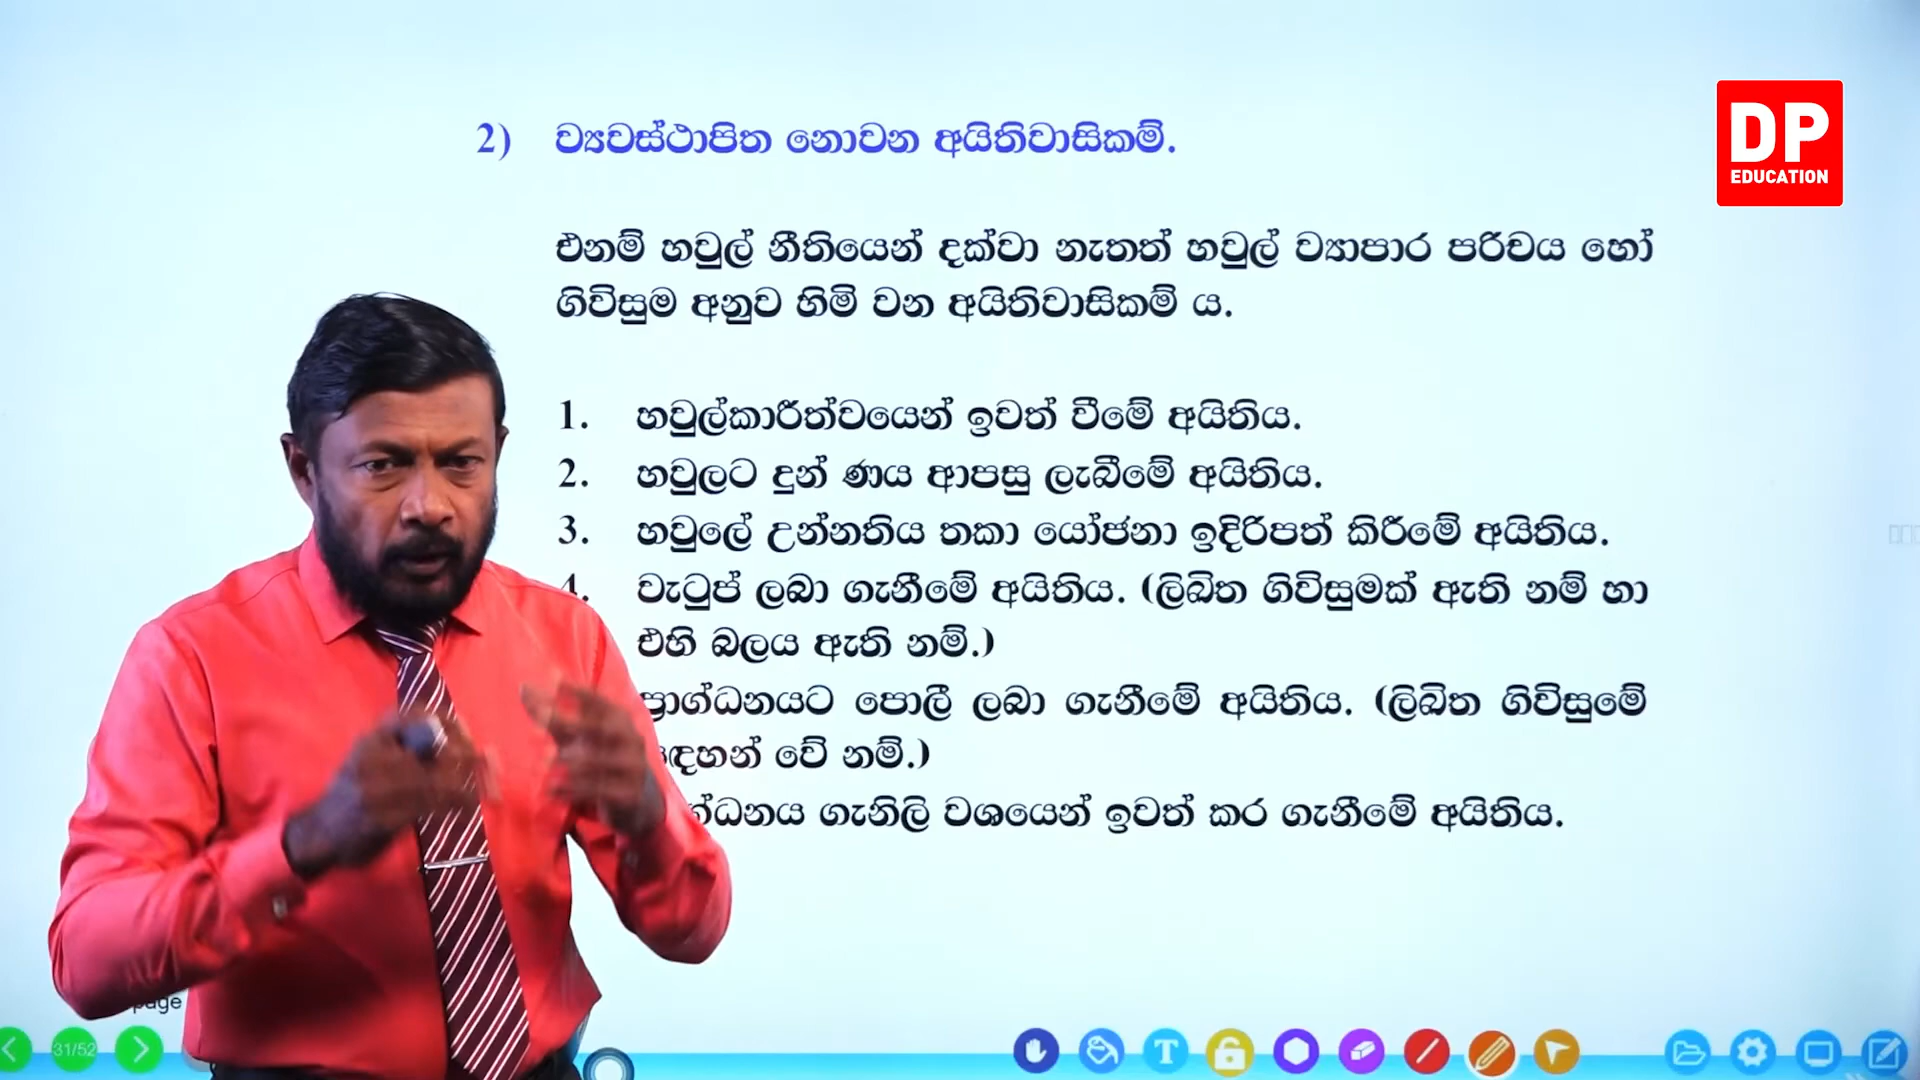 DP
EDUCATION
2) ව්‍යවස්ථාපිත නොවන අයිතිවාසිකම්.
එනම් හවුල් නීතියෙන් දක්වා නැතත් හවුල් ව්‍යාපාර පරිචය හෝ
ගිවිසුම අනුව හිමි වන අයිතිවාසිකම් ය.
1. හවුල්කාරීත්වයෙන් ඉවත් වීමේ අයිතිය.
2. හවුලට දුන් ණය ආපසු ලැබීමේ අයිතිය.
3. හවුලේ උන්නතිය තකා යෝජනා ඉදිරිපත් කිරීමේ අයිතිය.
4. වැටුප් ලබා ගැනීමේ අයිතිය. (ලිඛිත ගිවිසුමක් ඇති නම් හා
එහි බලය ඇති නම්.)
ප්‍රාග්ධනයට පොලී ලබා ගැනීමේ අයිතිය. (ලිඛිත ගිවිසුමේ
වේ නම්.)
ගැනිලි වශයෙන් ඉවත් කර ගැනීමේ අයිතිය.
page
31/52
T